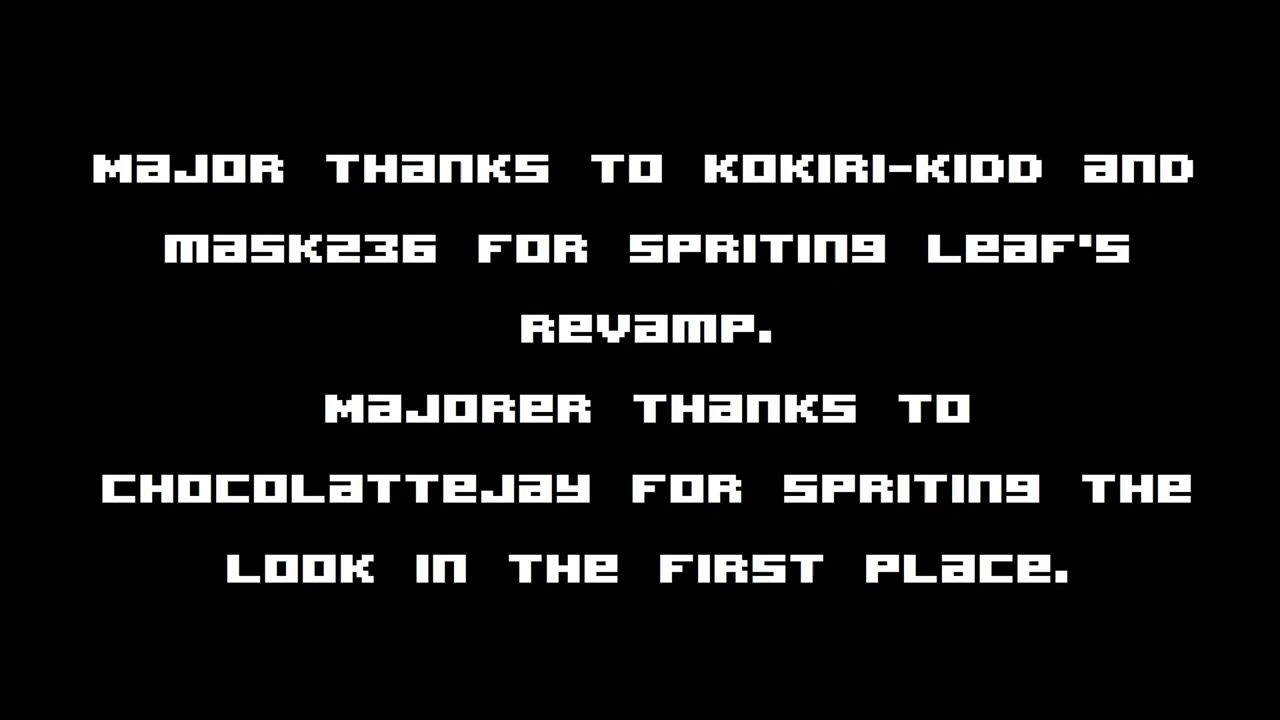 Major thanks to Kokiri-Kidd and
mask236 for spriting Leaf's
revamp.
Majorer thanks to
Chocolattejay for spriting the
look in the first place.